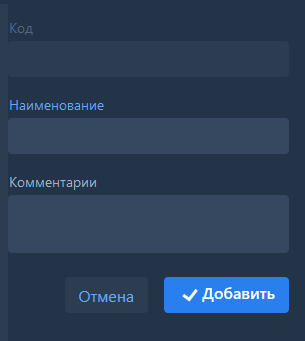 Код
Наименование
Комментарии
Отмена
Добавить